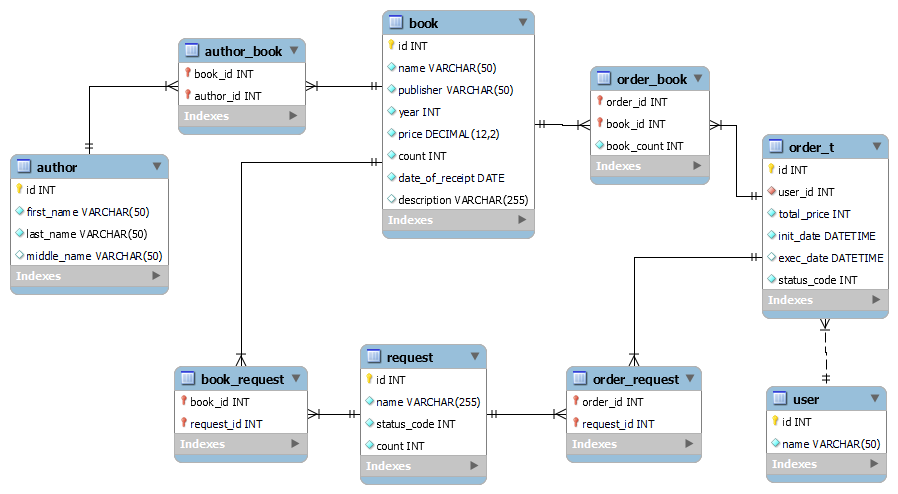 author_book
book_id INT
author_id INT
Indexes
book
id INT
name VARCHAR(50)
publisher VARCHAR(50)
year INT
price DECIMAL(12,2)
count INT
date_of_receipt DATE
description VARCHAR(255)
Indexes
order_book
order_id INT
book_id INT
book_count INT
Indexes
author
id INT
first_name VARCHAR(50)
last_name VARCHAR(50)
middle_name VARCHAR(50)
Indexes
order_t
id INT
user_id INT
total_price INT
init_date DATETIME
exec_date DATETIME
status_code INT
Indexes
book_request
book_id INT
request_id INT
Indexes
request
id INT
name VARCHAR(255)
status_code INT
count INT
Indexes
order_request
order_id INT
request_id INT
Indexes
user
id INT
name VARCHAR(50)
Indexes